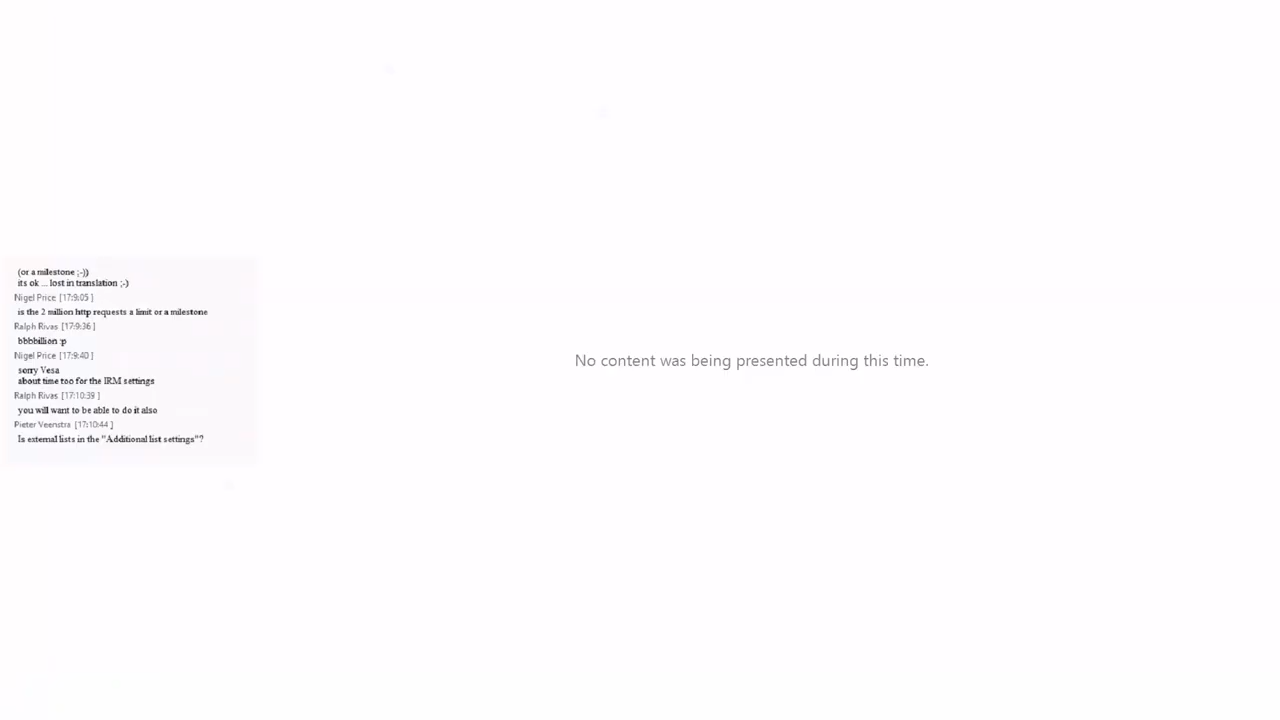 (or a milestone ;-))
its ok ... lost in translation ;-)
Nigel Price [17:9:05 ]
is the 2 million http requests a limit or a milestone
Ralph Rivas [17:9:36 ]
bbbbillion :p
Nigel Price [17:9:40 ]
sorry Vesa
about time too for the IRM settings
Ralph Rivas [17:10:39 ]
you will want to be able to do it also
Pieter Veenstra [17:10:44 ]
Is external lists in the "Additional list settings"?
No content was being presented during this time.